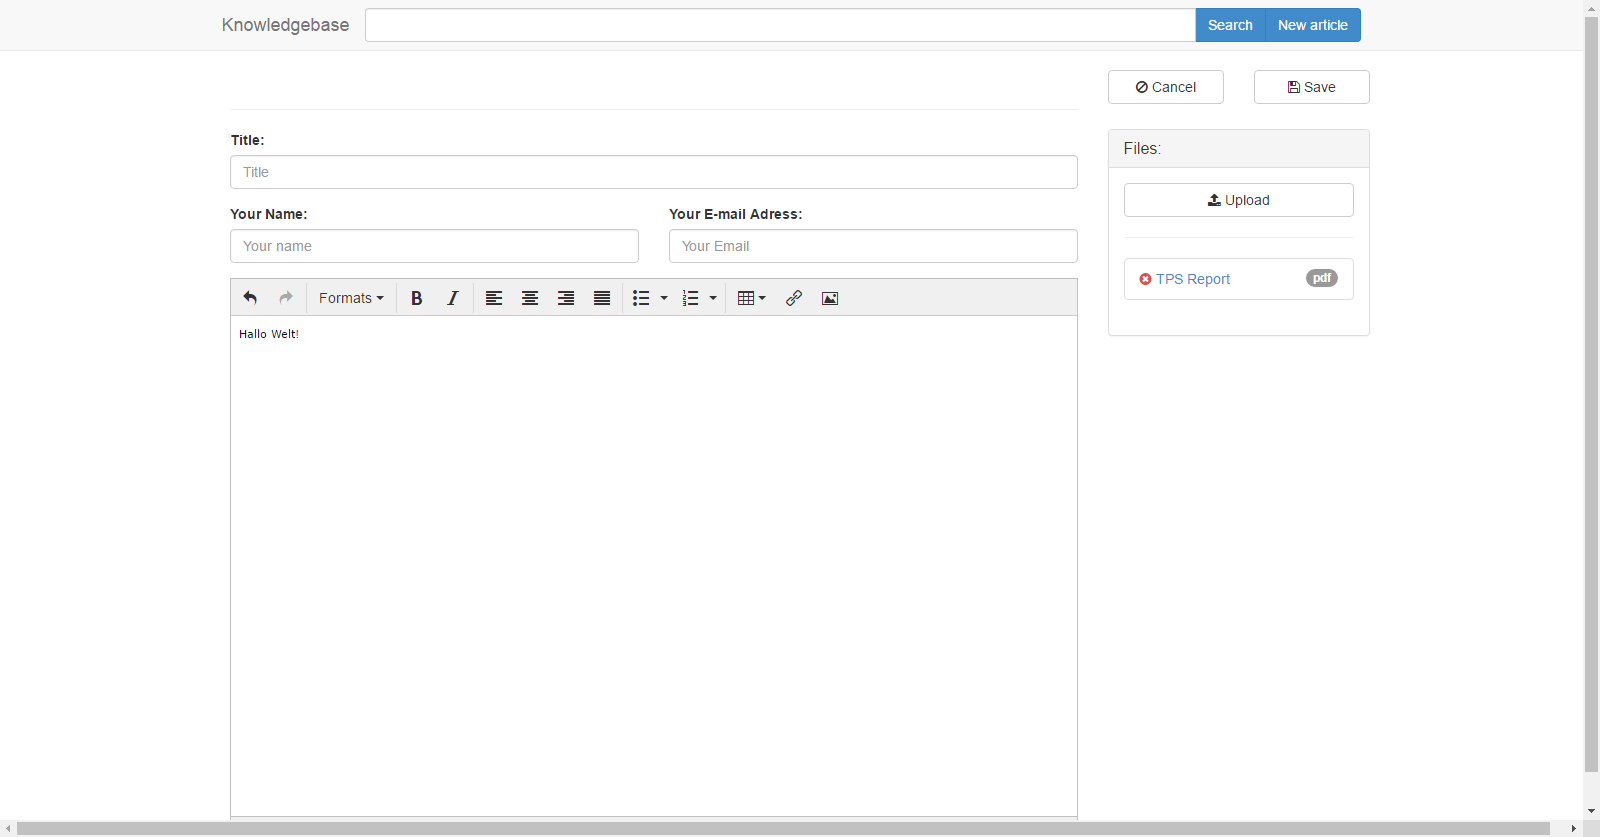 Knowledgebase
Search
New article
Cancel
Save
Title:
Title
Your Name:
Your E-mail Adress:
Your name
Your Email
Formats
B
I
Hallo Welt!
Files:
Upload
TPS Report
pdf